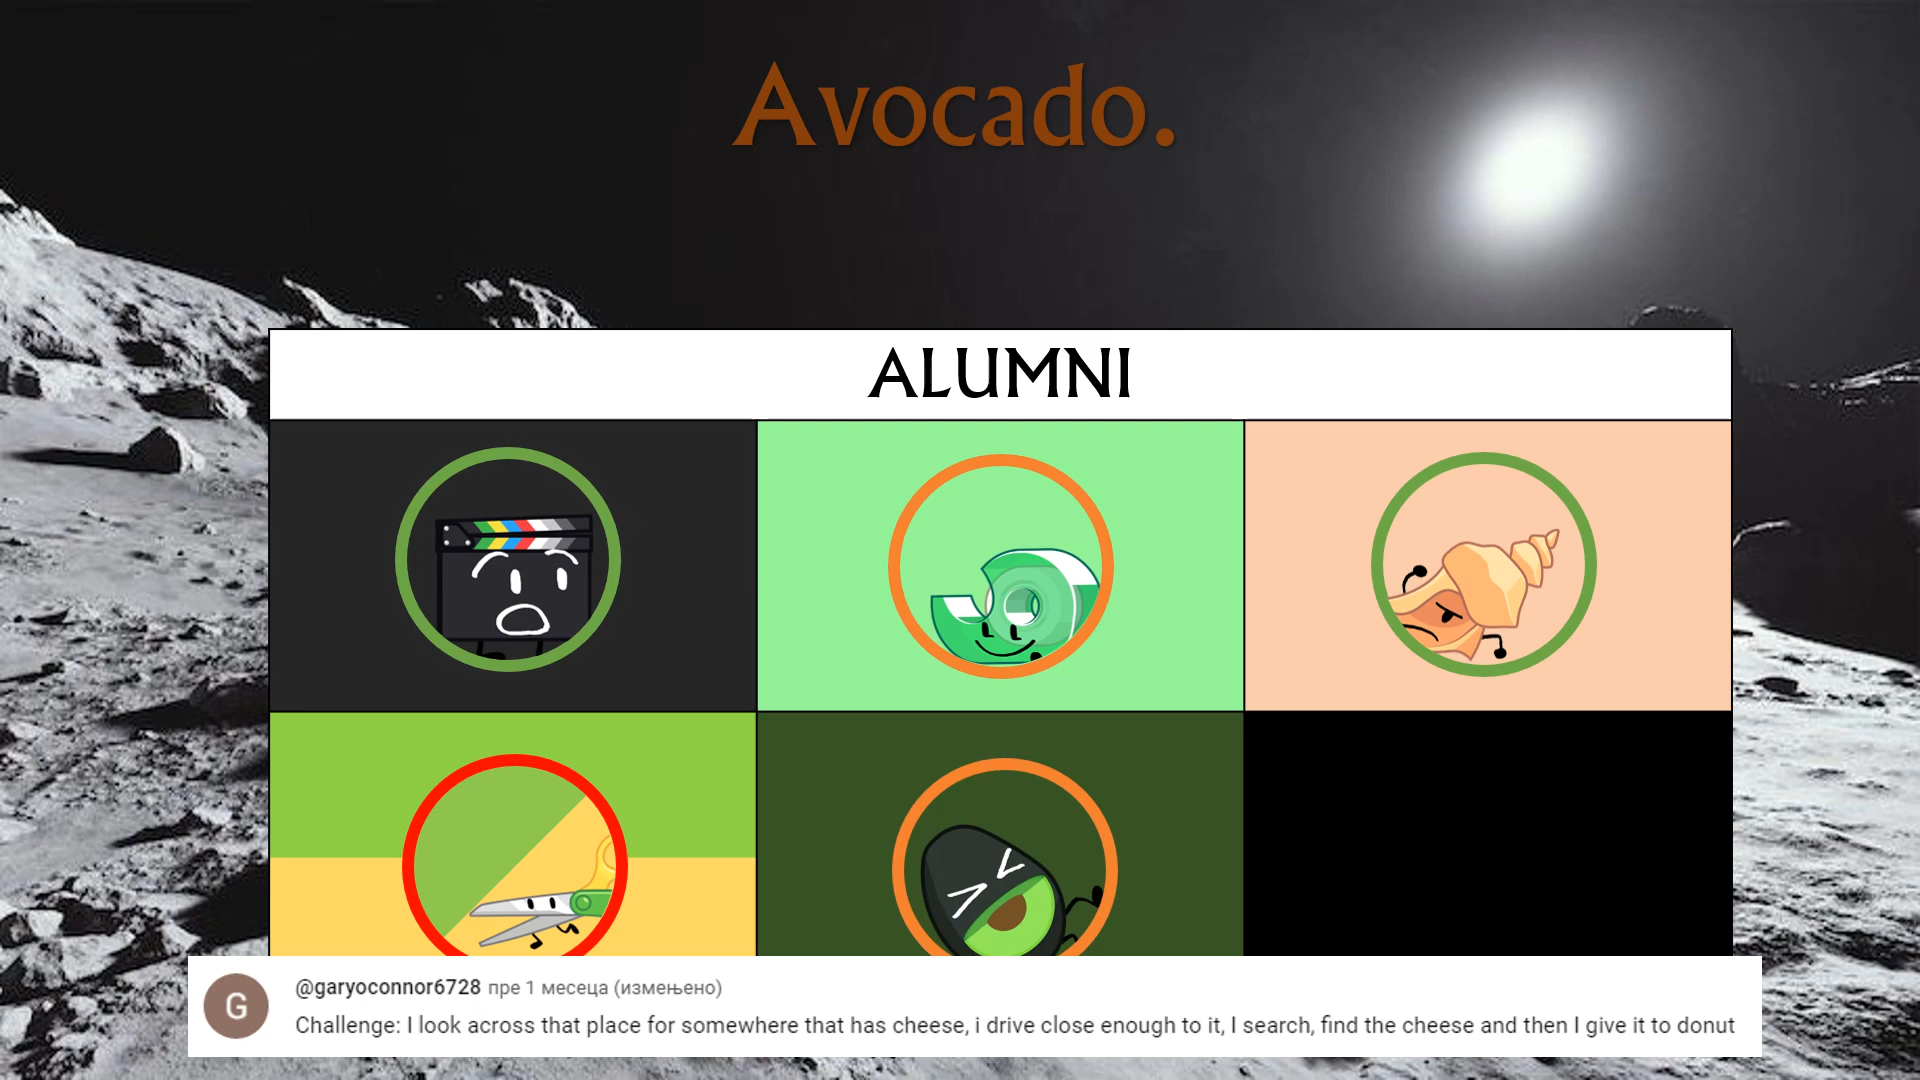 Avocado.
ALUMNI
G
@garyoconnor6728 пре 1 месеца (измењено)
Challenge: I look across that place for somewhere that has cheese, i drive close enough to it, I search, find the cheese and then I give it to donut